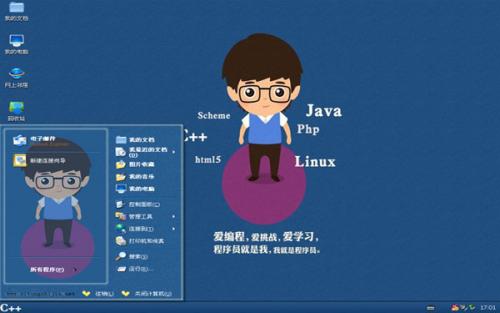 我的文档
我的电脑
网上邻居
回收站
Scheme
Java
C++
Php
html5
Linux
爱编程，爱挑战，爱学习，
程序员就是我，我就是程序员。
电子邮件
新建连接向导
所有程序(P)
我的文档
我最近的文档
(D)
图片收藏
我的音乐
我的电脑
控制面板(C)
管理工具
连接到(T)
打印机和传真
搜索(S)
运行(R)...
注销(L)
关闭计算机(U)
C++
17:01